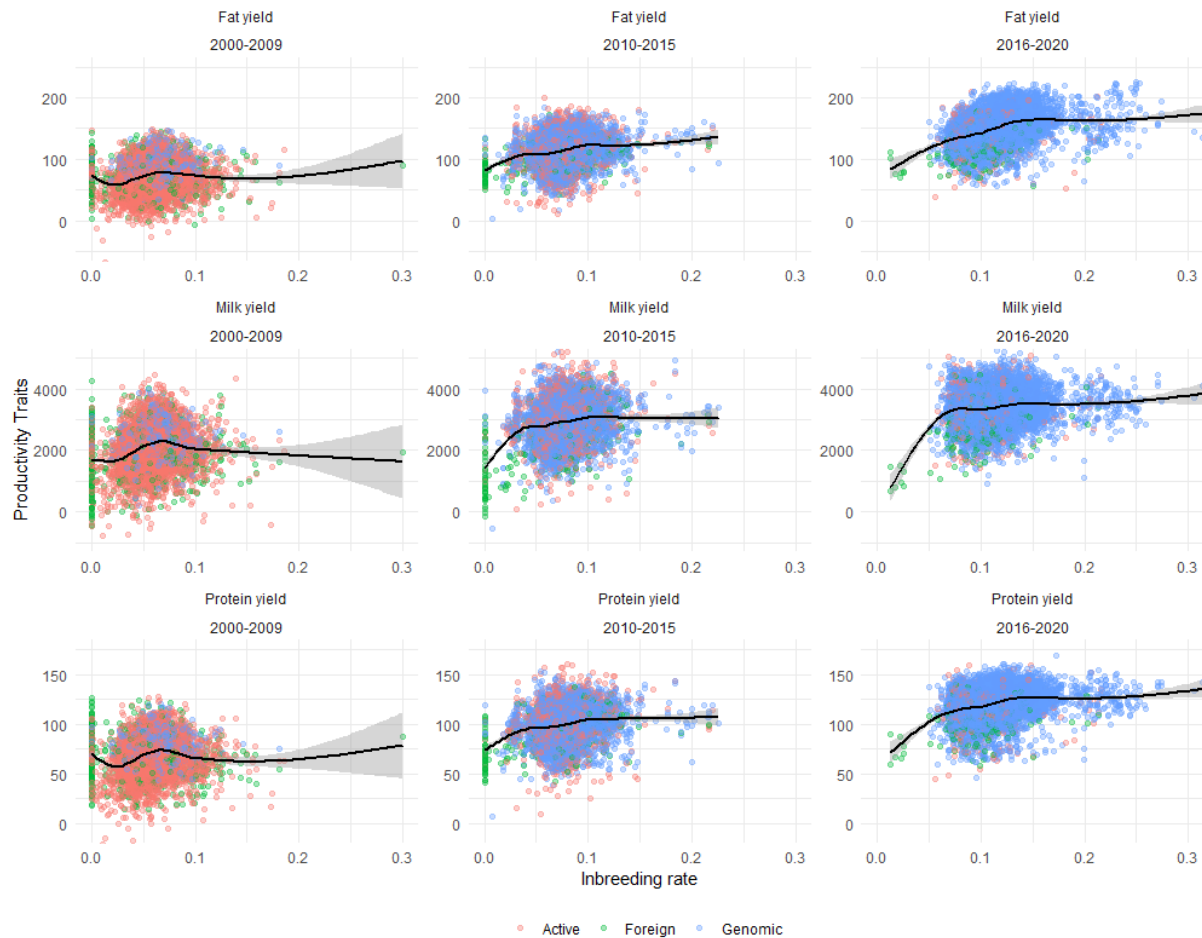 Fat yield Fat yield Fat yield
2000-2009 2010-2015 2016-2020
200 200 200
100 100 100
0 0 0
0.0 0.1 0.2 0.3 0.0 0.1 0.2 0.3 0.0 0.1 0.2 0.3
Milk yield Milk yield Milk yield
2000-2009 2010-2015 2016-2020
4000 4000 4000
2000 2000 2000
0 0 0
0.0 0.1 0.2 0.3 0.0 0.1 0.2 0.3 0.0 0.1 0.2 0.3
Productivity Traits
Protein yield Protein yield Protein yield
2000-2009 2010-2015 2016-2020
150 150 150
100 100 100
50 50 50
0 0 0
0.0 0.1 0.2 0.3 0.0 0.1 0.2 0.3 0.0 0.1 0.2 0.3
Inbreeding rate
Active Foreign Genomic